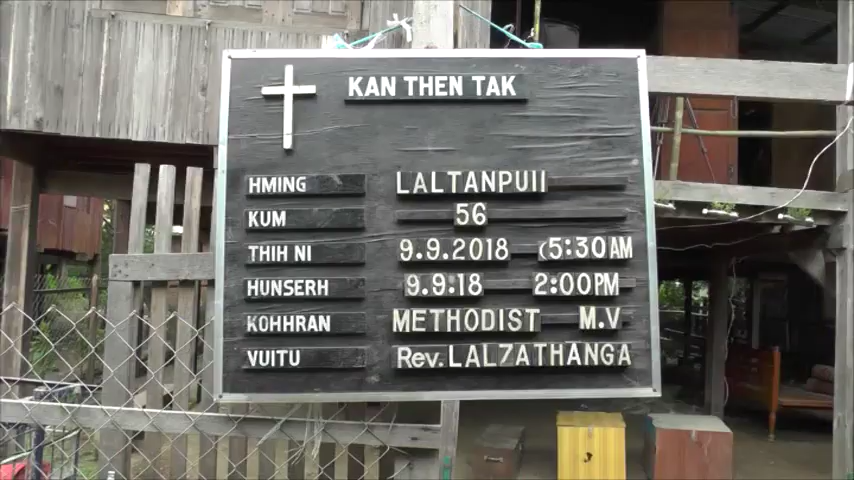 KAN THEN TAK
HMING LALTANPUII
KUM 56
THIH NI 9.9.2018 (5:30AM
HUNSERH 9.9:18 2:00PM
KOHHRAN METHODIST M.V
VUITU Rev. LALZATHANGA